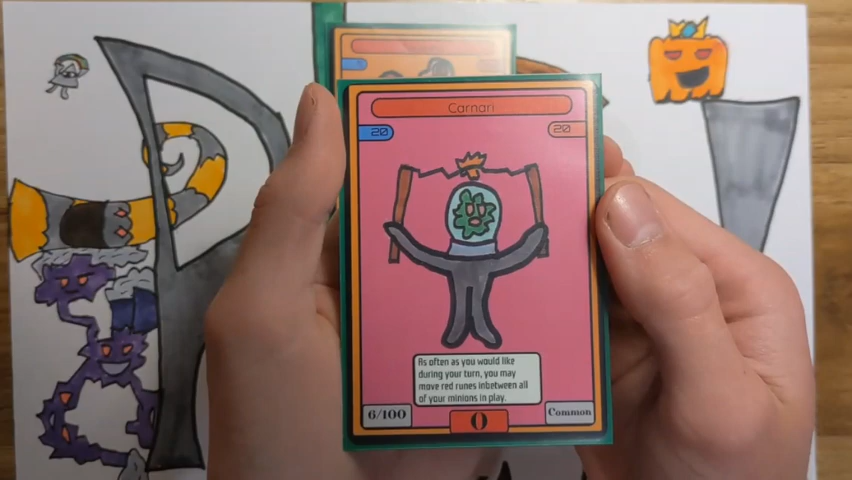 Carnari
20
20
As often as you would like
during your turn, you may
move red runes inbetween all
of your minions in play.
6/100
0
Common